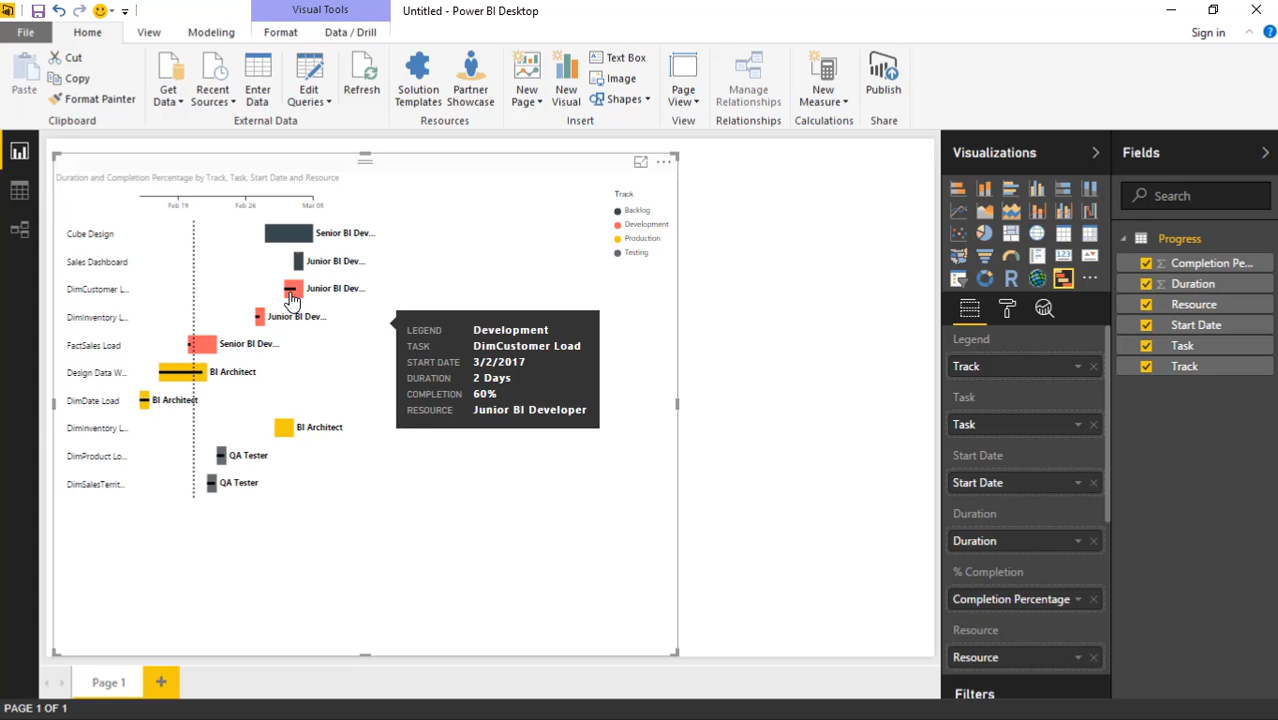 Visual Tools
Untitled - Power BI Desktop
File
Home
View
Modeling
Format
Data / Drill
Sign in
Paste
Cut
Copy
Format Painter
Get Data
Recent Sources
Enter Data
Edit Queries
Refresh
Solution Templates
Partner Showcase
New Page
New Visual
Text Box
Image
Shapes
Page View
Manage Relationships
New Measure
Publish
Clipboard
External Data
Resources
Insert
View
Relationships
Calculations
Share
Duration and Completion Percentage by Track, Task, Start Date and Resource
Feb 19
Feb 26
Mar 05
Cube Design
Senior BI Dev...
Sales Dashboard
Junior BI Dev...
DimCustomer L...
Junior BI Dev...
DimInventory L...
Junior BI Dev...
FactSales Load
Senior BI Dev...
Design Data W...
BI Architect
DimDate Load
BI Architect
DimInventory L...
BI Architect
DimProduct Lo...
QA Tester
DimSalesTerrit...
QA Tester
Track
Backlog
Development
Production
Testing
LEGEND Development
TASK DimCustomer Load
START DATE 3/2/2017
DURATION 2 Days
COMPLETION 60%
RESOURCE Junior BI Developer
Visualizations
R
123
Legend
Track
Task
Task
Start Date
Start Date
Duration
Duration
% Completion
Completion Percentage
Resource
Resource
Filters
Fields
Search
Progress
Σ Completion Pe...
Σ Duration
Resource
Start Date
Task
Track
Page 1
PAGE 1 OF 1